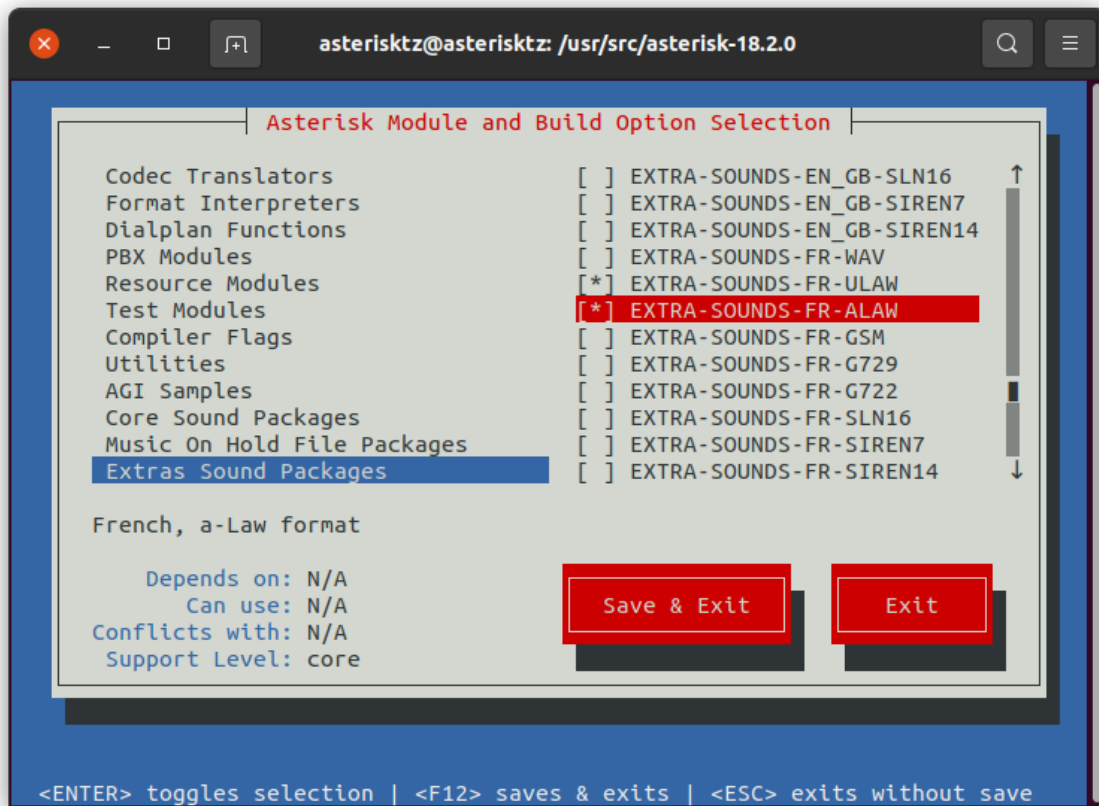 asterisktz@asterisktz: /usr/src/asterisk-18.2.0
Asterisk Module and Build Option Selection
Codec Translators [ ] EXTRA-SOUNDS-EN_GB-SLN16
Format Interpreters [ ] EXTRA-SOUNDS-EN_GB-SIREN7
Dialplan Functions [ ] EXTRA-SOUNDS-EN_GB-SIREN14
PBX Modules [ ] EXTRA-SOUNDS-FR-WAV
Resource Modules [*] EXTRA-SOUNDS-FR-ULAW
Test Modules [*] EXTRA-SOUNDS-FR-ALAW
Compiler Flags [ ] EXTRA-SOUNDS-FR-GSM
Utilities [ ] EXTRA-SOUNDS-FR-G729
AGI Samples [ ] EXTRA-SOUNDS-FR-G722
Core Sound Packages [ ] EXTRA-SOUNDS-FR-SLN16
Music On Hold File Packages [ ] EXTRA-SOUNDS-FR-SIREN7
Extras Sound Packages [ ] EXTRA-SOUNDS-FR-SIREN14
French, a-Law format
Depends on: N/A
Can use: N/A
Conflicts with: N/A
Support Level: core
Save & Exit Exit
<ENTER> toggles selection | <F12> saves & exits | <ESC> exits without save